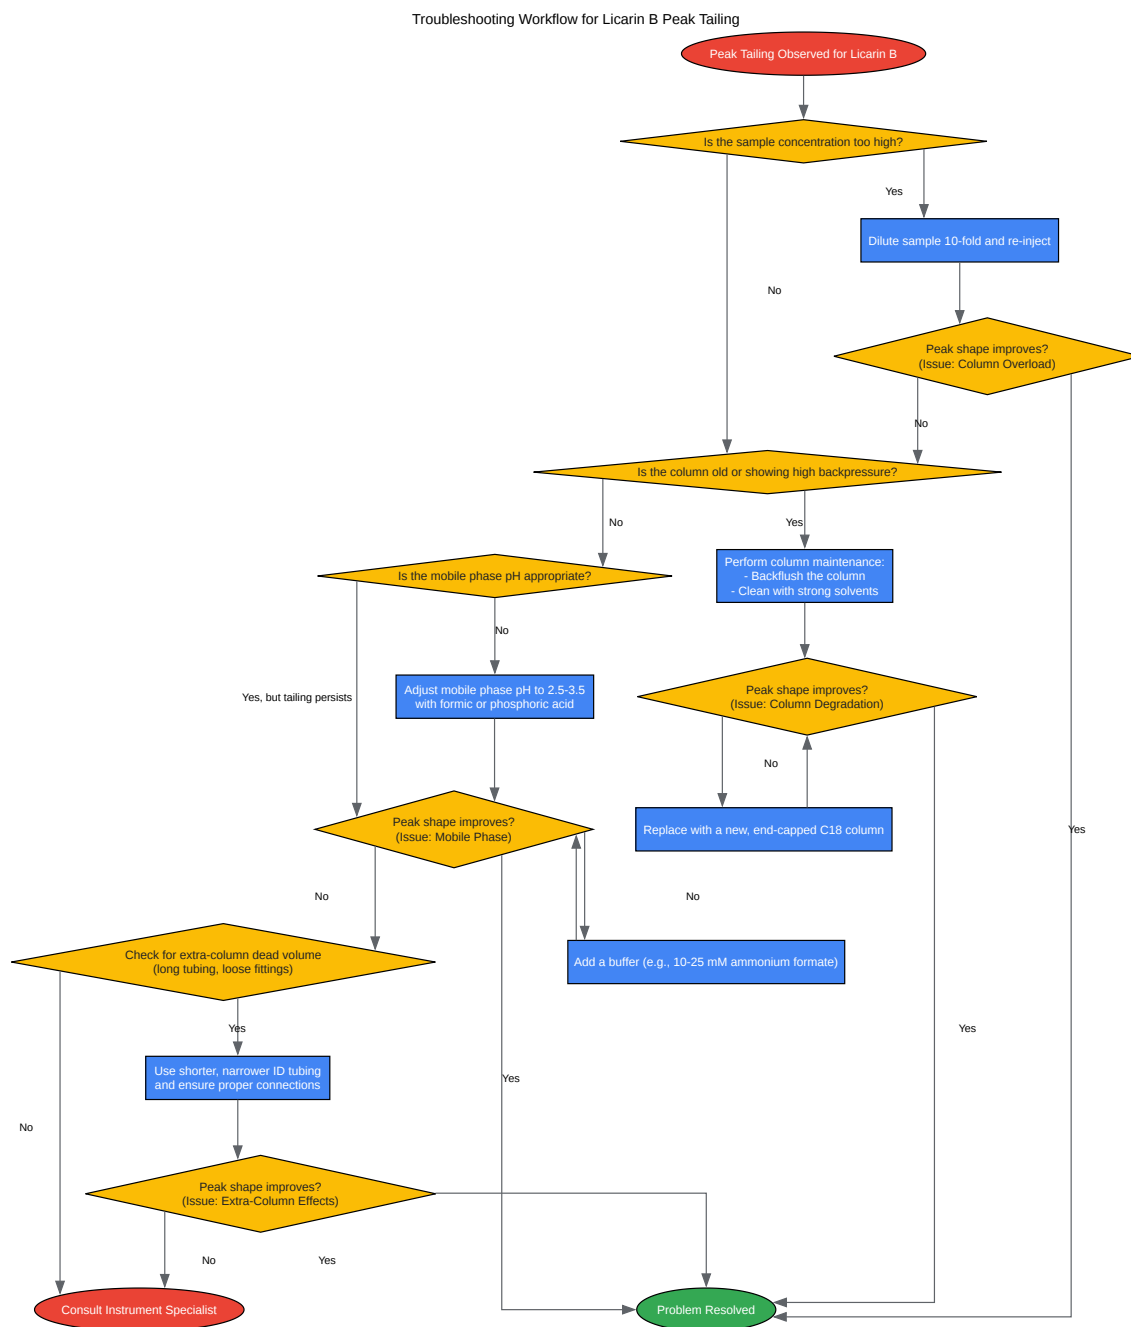 Troubleshooting Workflow for Licarin B Peak Tailing
Peak Tailing Observed for Licarin B
Is the sample concentration too high?
Yes
Dilute sample 10-fold and re-inject
No
Peak shape improves?
(Issue: Column Overload)
No
Is the column old or showing high backpressure?
No
Yes
Perform column maintenance:
- Backflush the column
- Clean with strong solvents
Is the mobile phase pH appropriate?
No
Yes, but tailing persists
Adjust mobile phase pH to 2.5-3.5
with formic or phosphoric acid
Peak shape improves?
(Issue: Column Degradation)
No
Peak shape improves?
(Issue: Mobile Phase)
Replace with a new, end-capped C18 column
Yes
No
No
Check for extra-column dead volume
(long tubing, loose fittings)
Add a buffer (e.g., 10-25 mM ammonium formate)
Yes
Yes
Use shorter, narrower ID tubing
and ensure proper connections
Yes
No
Peak shape improves?
(Issue: Extra-Column Effects)
No
Yes
Consult Instrument Specialist
Problem Resolved